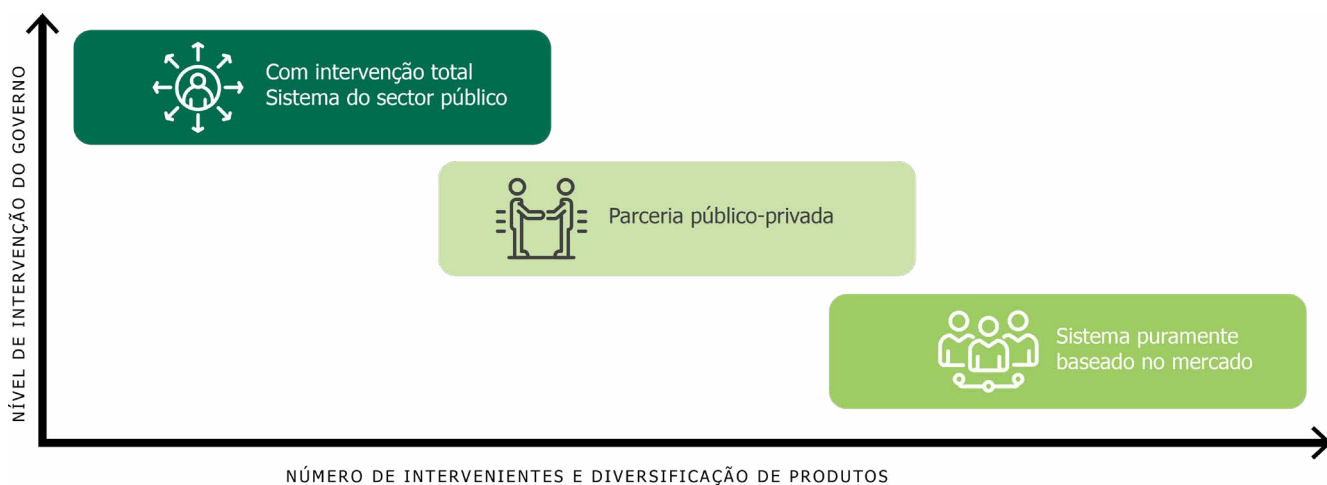 NÍVEL DE INTERVENÇÃO DO GOVERNO
Com intervenção total
Sistema do sector público
Parceria público-privada
Sistema puramente
baseado no mercado
NÚMERO DE INTERVENIENTES E DIVERSIFICAÇÃO DE PRODUTOS